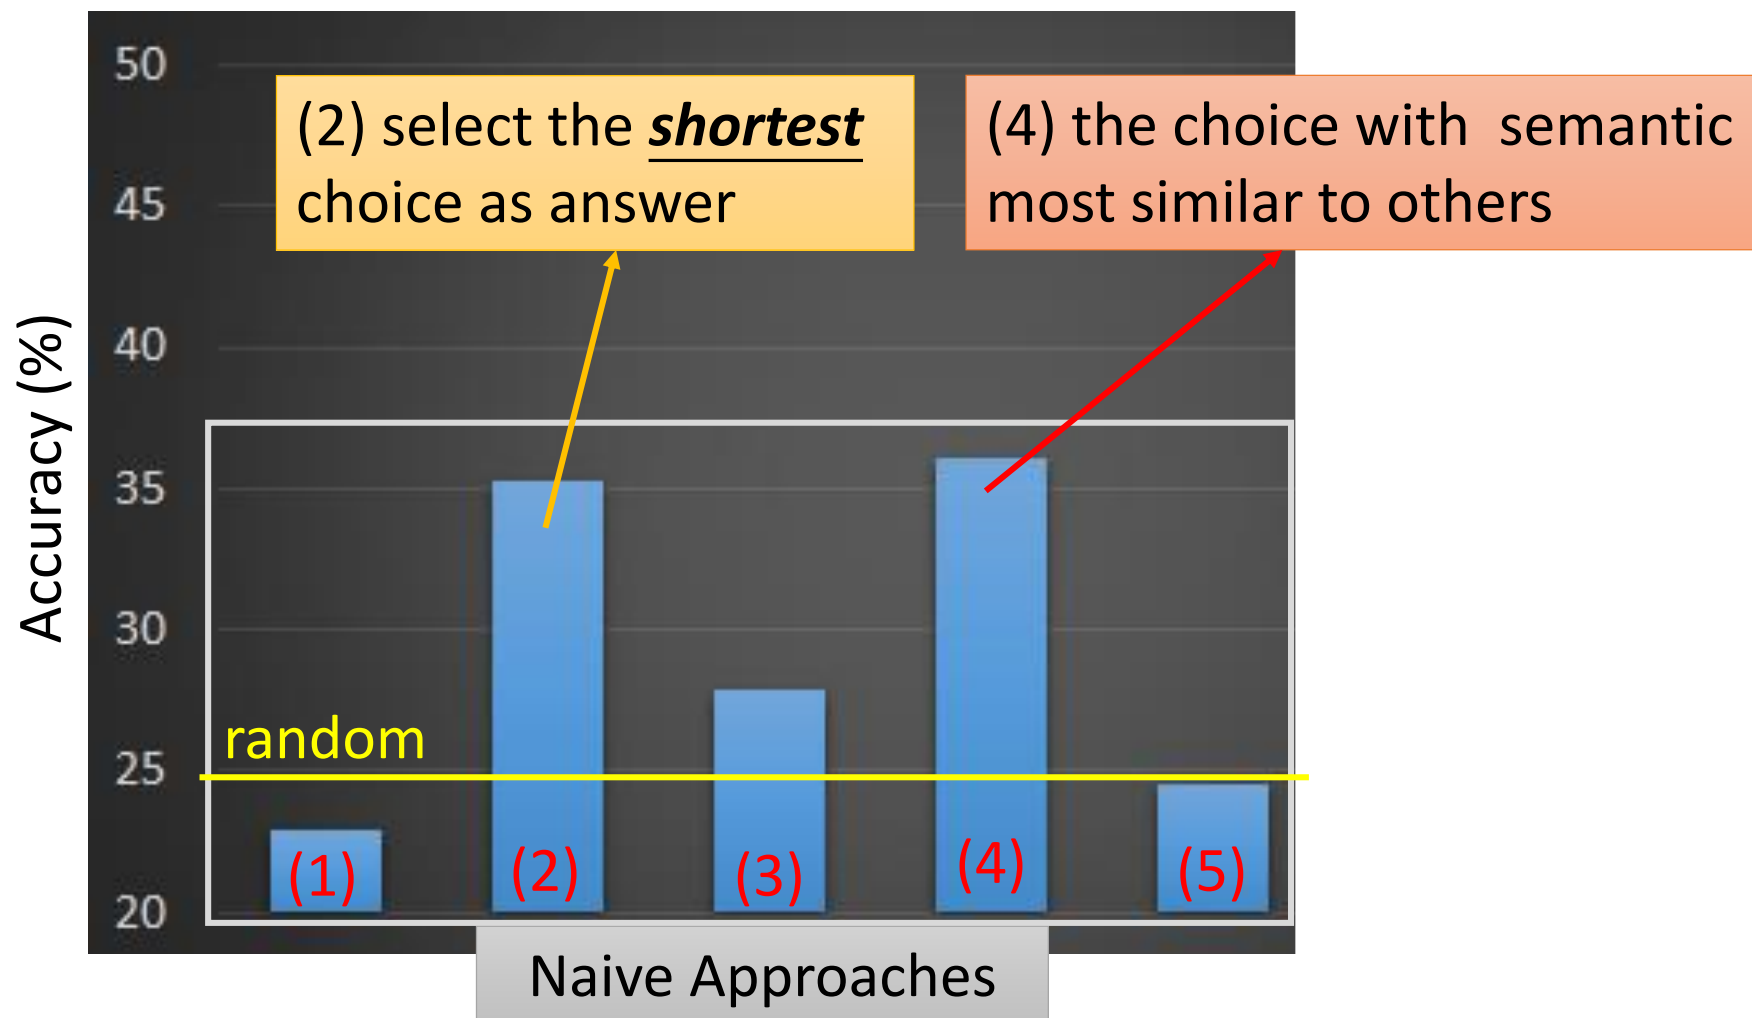 50
(2) select the shortest
choice as answer
(4) the choice with  semantic
most similar to others
45
40
35
30
25
20
Accuracy (%)
random
(1)
(2)
(3)
(4)
(5)
Naive Approaches